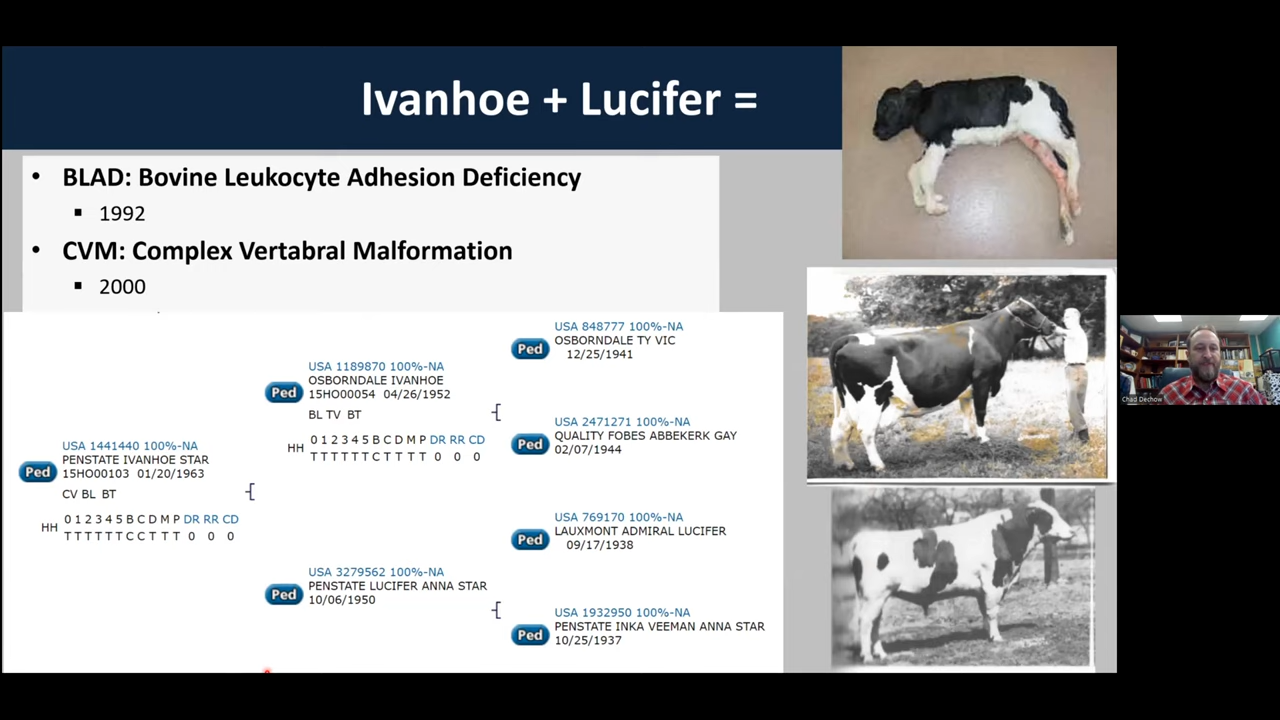 Ivanhoe + Lucifer =
• BLAD: Bovine Leukocyte Adhesion Deficiency
▪ 1992
• CVM: Complex Vertabral Malformation
▪ 2000
Ped
USA 1441440 100%-NA
PENSTATE IVANHOE STAR
15HO00103 01/20/1963
CV BL BT
HH
0 1 2 3 4 5 B C D M P DR RR CD
T T T T T T C C T T T 0 0 0
Ped
USA 1189870 100%-NA
OSBORNDALE IVANHOE
15HO00054 04/26/1952
BL TV BT
HH
0 1 2 3 4 5 B C D M P DR RR CD
T T T T T T C T T T T 0 0 0
Ped
USA 3279562 100%-NA
PENSTATE LUCIFER ANNA STAR
10/06/1950
Ped
USA 848777 100%-NA
OSBORNDALE TY VIC
12/25/1941
Ped
USA 2471271 100%-NA
QUALITY FOBES ABBEKERK GAY
02/07/1944
Ped
USA 769170 100%-NA
LAUXMONT ADMIRAL LUCIFER
09/17/1938
Ped
USA 1932950 100%-NA
PENSTATE INKA VEEMAN ANNA STAR
10/25/1937
Chad Dechow